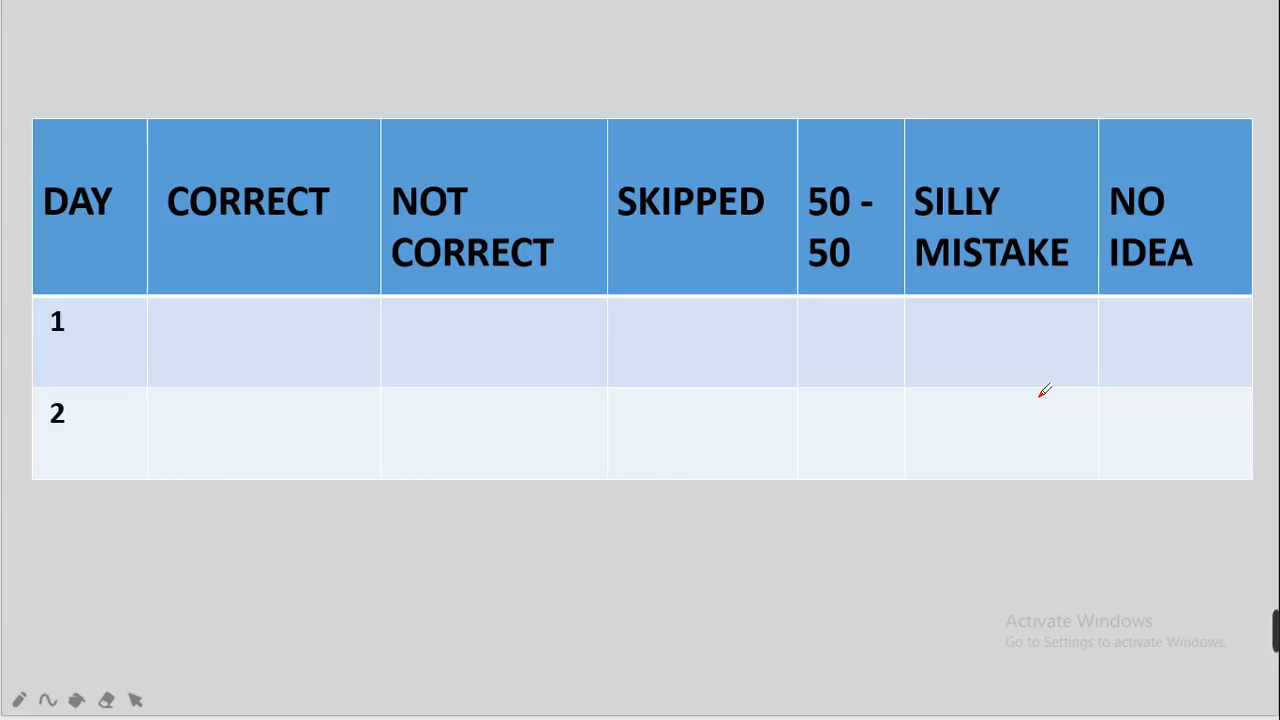 DAY
CORRECT
NOT
CORRECT
SKIPPED
50 -
50
SILLY
MISTAKE
NO
IDEA
1
2
Activate Windows
Go to Settings to activate Windows.